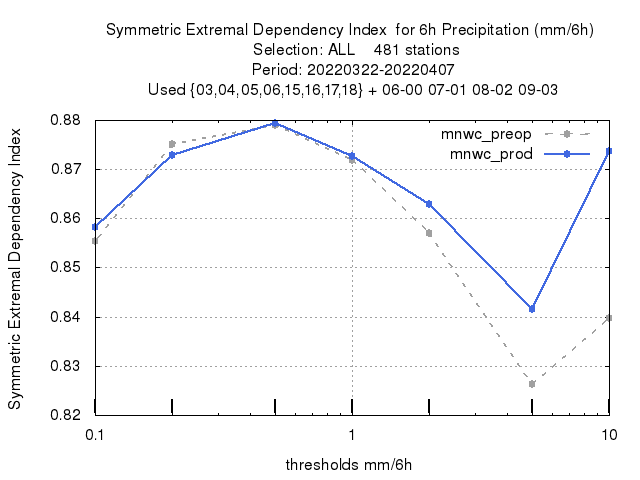 Symmetric Extremal Dependency Index  for 6h Precipitation (mm/6h)
Selection: ALL    481 stations
Period: 20220322-20220407
Used {03,04,05,06,15,16,17,18} + 06-00 07-01 08-02 09-03
mnwc_preop
mnwc_prod
Symmetric Extremal Dependency Index
0.88
0.87
0.86
0.85
0.84
0.83
0.82
0.1
1
10
thresholds mm/6h